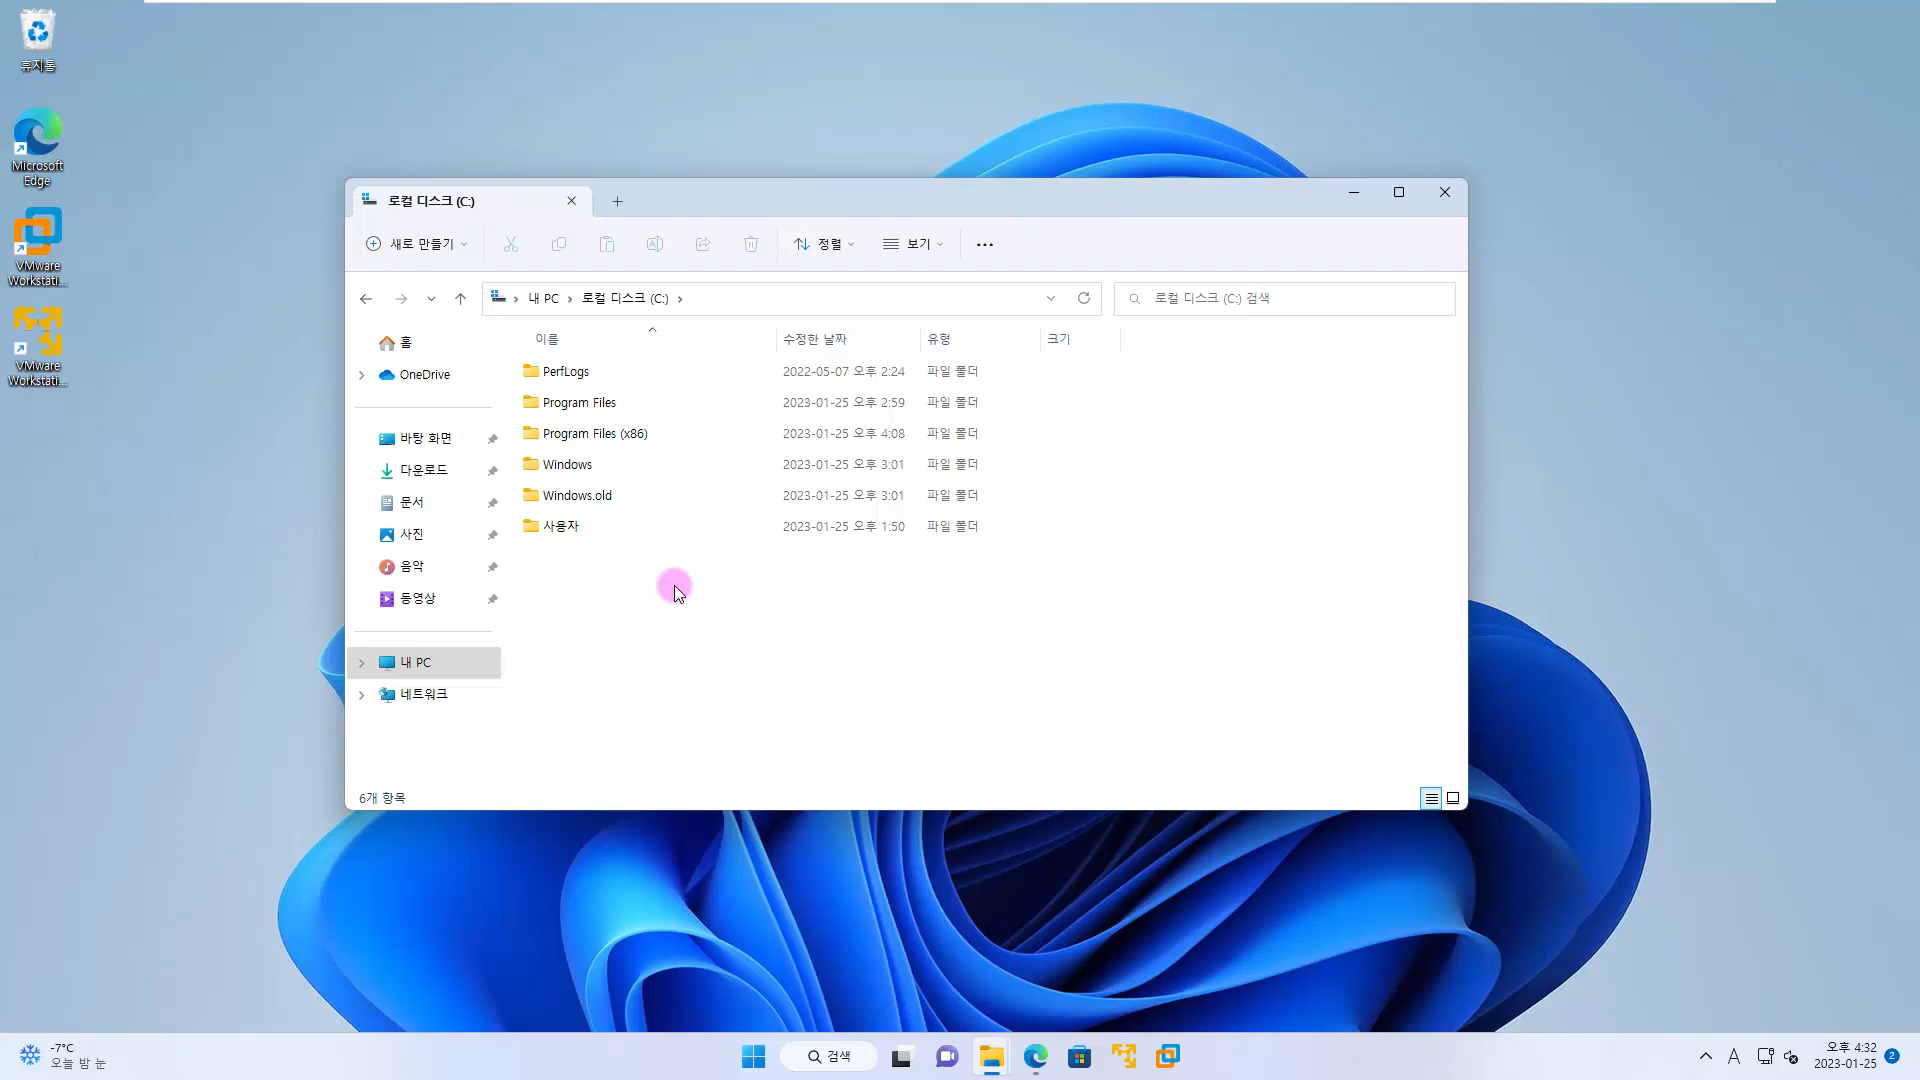 휴지통
Microsoft
Edge
VMware
Workstati...
VMware
Workstati...
로컬 디스크 (C:)
새로 만들기
정렬
보기
내 PC
로컬 디스크 (C:)
로컬 디스크 (C:) 검색
홈
OneDrive
바탕 화면
다운로드
문서
사진
음악
동영상
내 PC
네트워크
이름 수정한 날짜 유형 크기
PerfLogs 2022-05-07 오후 2:24 파일 폴더
Program Files 2023-01-25 오후 2:59 파일 폴더
Program Files (x86) 2023-01-25 오후 4:08 파일 폴더
Windows 2023-01-25 오후 3:01 파일 폴더
Windows.old 2023-01-25 오후 3:01 파일 폴더
사용자 2023-01-25 오후 1:50 파일 폴더
6개 항목
-7°C
오늘 밤 눈
검색
A
오후 4:32
2023-01-25
2